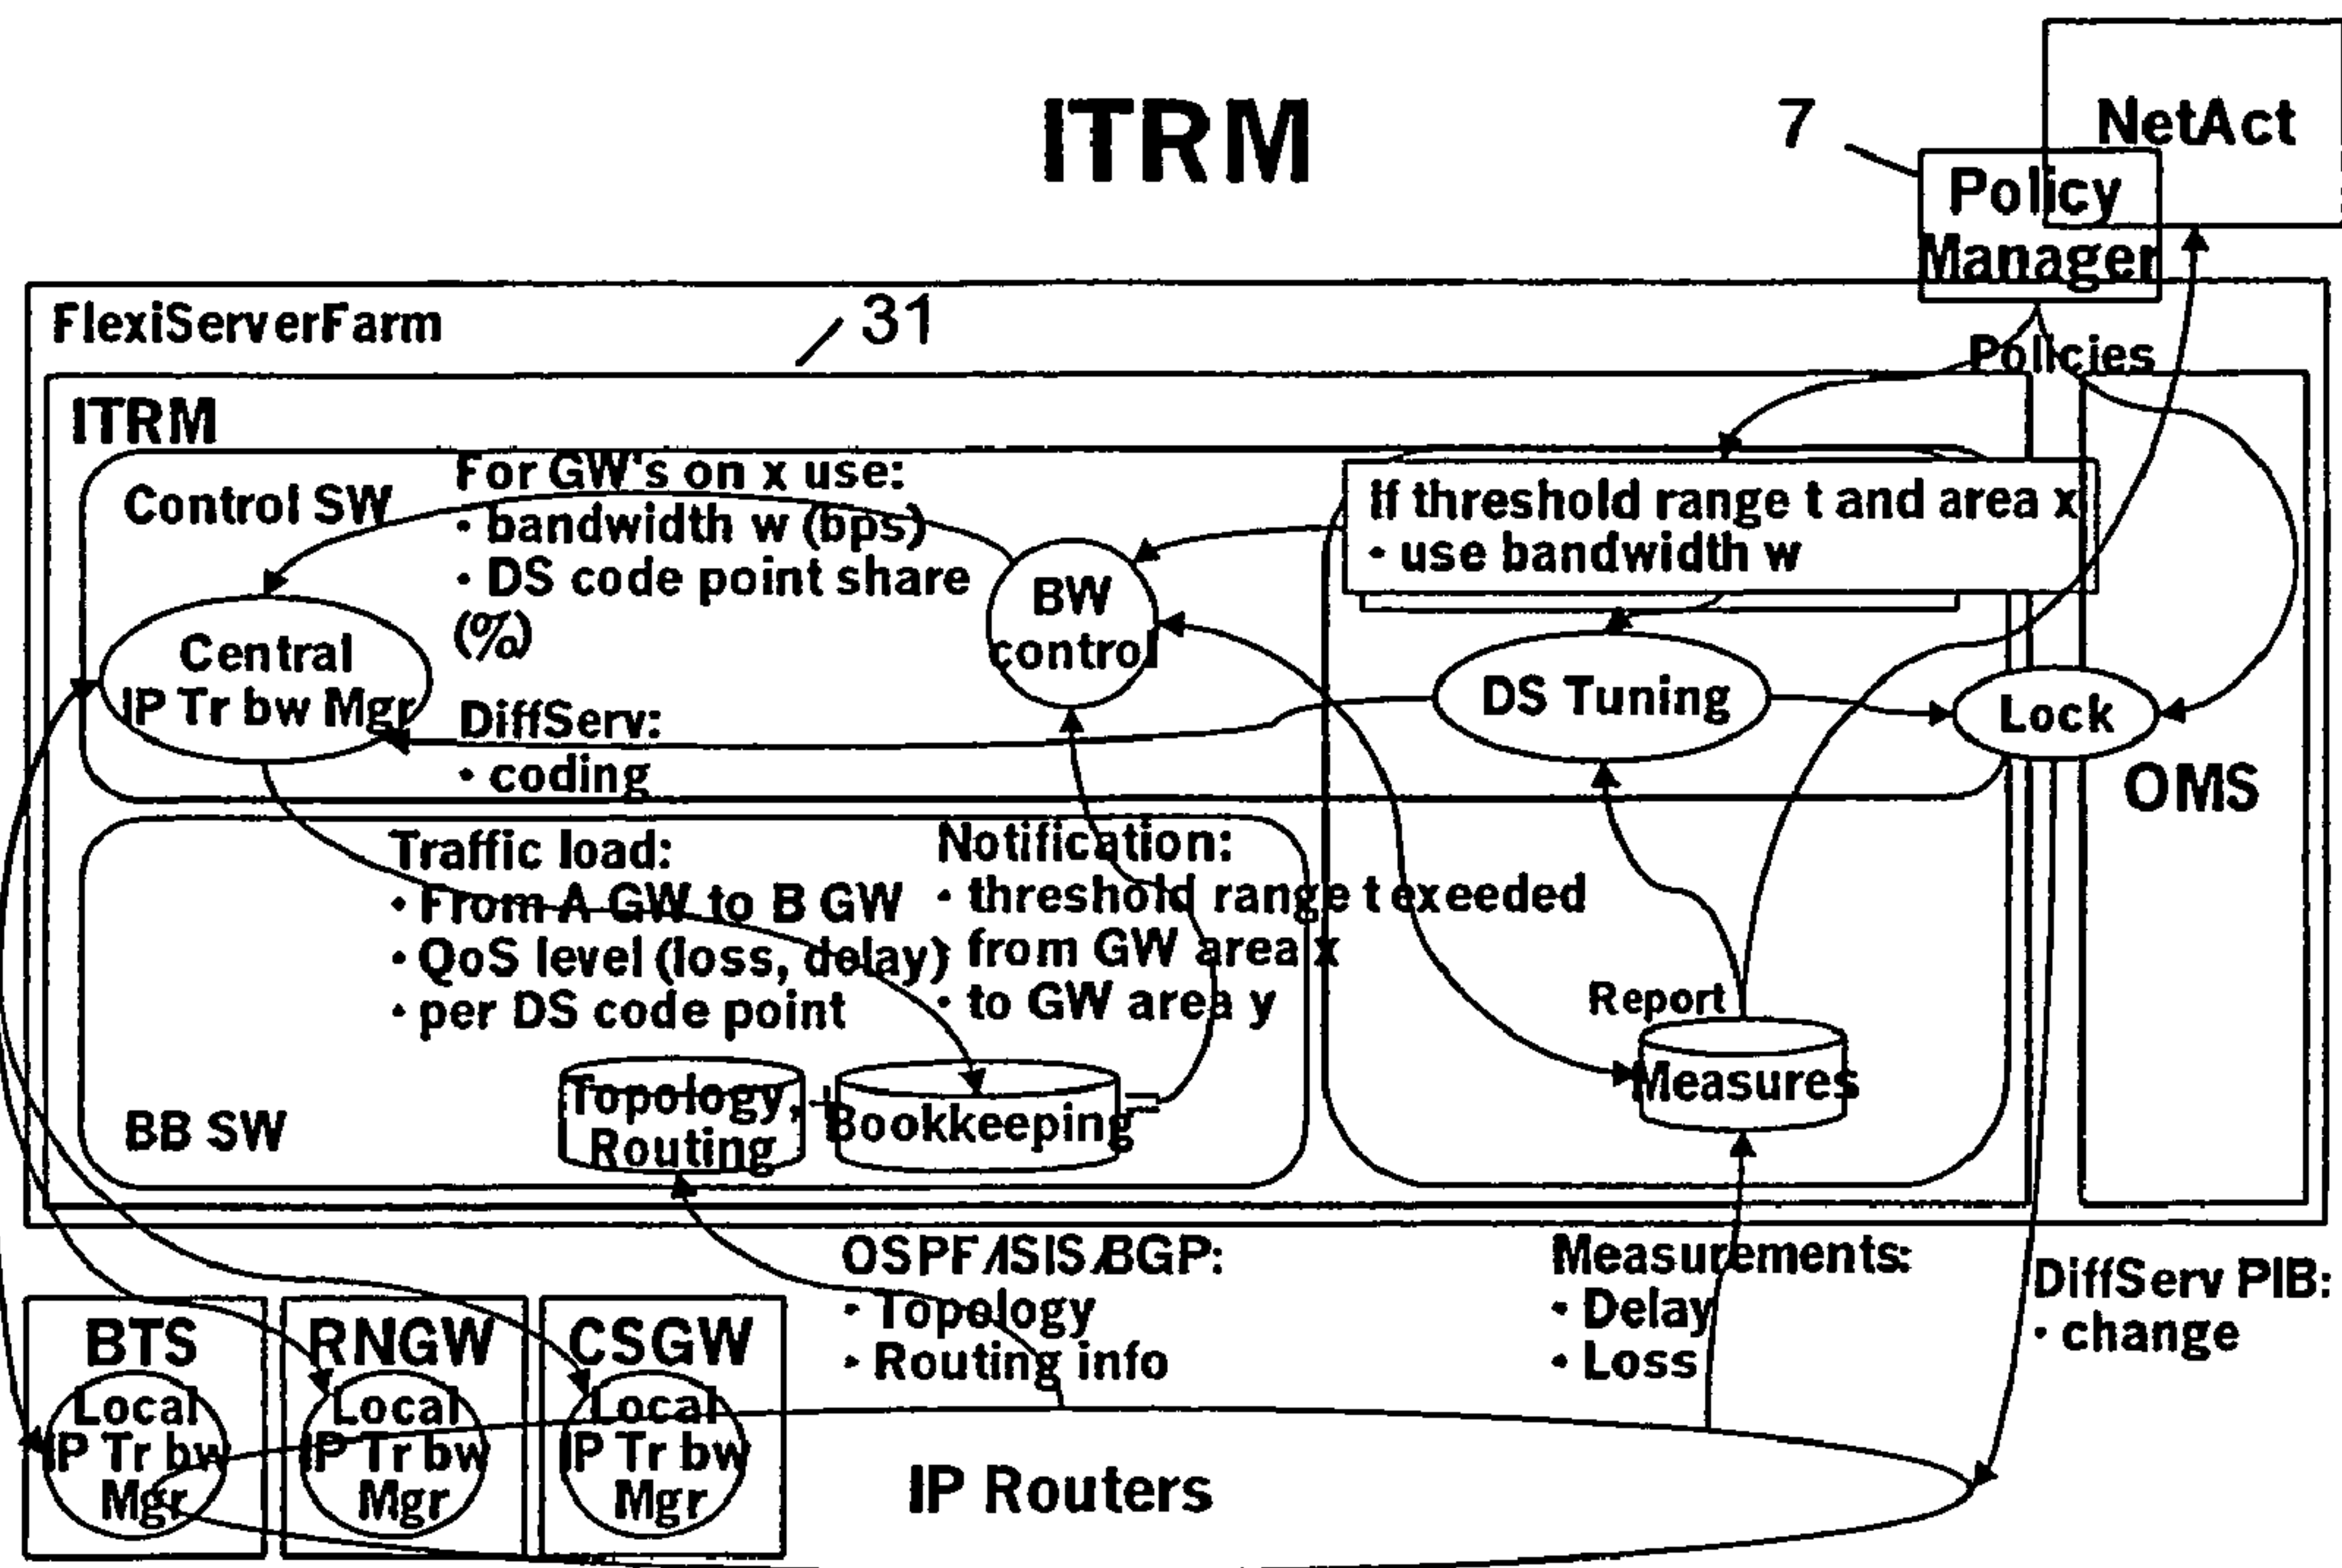 ITRM
7
NetAct
Policy
Manager
FlexiServerFarm
31
Policies
ITRM
Control SW
For GW's on x use:
• bandwidth w (bps)
• DS code point share
(%)
If threshold range t and area x
• use bandwidth w
BW
control
Central
IP Tr bw Mgr
DS Tuning
Lock
DiffServ:
• coding
OMS
Traffic load:
• From A GW to B GW
• QoS level (loss, delay)
• per DS code point
Notification:
• threshold range t exeeded
• from GW area x
• to GW area y
Report
Measures
BB SW
Topology,
Routing
Bookkeeping
OSPF/ISIS/BGP:
• Topology
• Routing info
Measurements:
• Delay
• Loss
DiffServ PIB:
• change
BTS
Local
IP Tr bw
Mgr
RNGW
Local
IP Tr bw
Mgr
CSGW
Local
IP Tr bw
Mgr
IP Routers